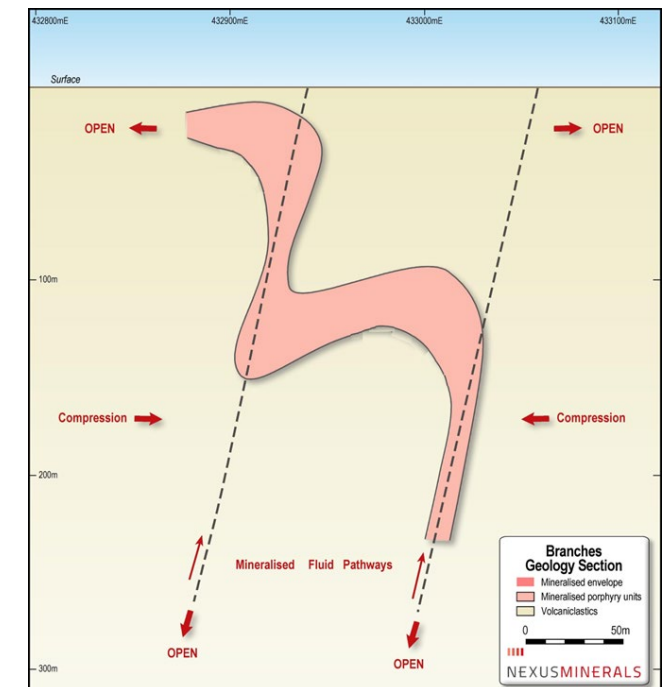 432800mE 432900mE 433000mE 433100mE
Surface
OPEN OPEN
100m
Compression Compression
200m
Mineralised Fluid Pathways
OPEN OPEN
300m
Branches
Geology Section
Mineralised envelope
Mineralised porphyry units
Volcaniclastics
0 50m
NEXUSMINERALS